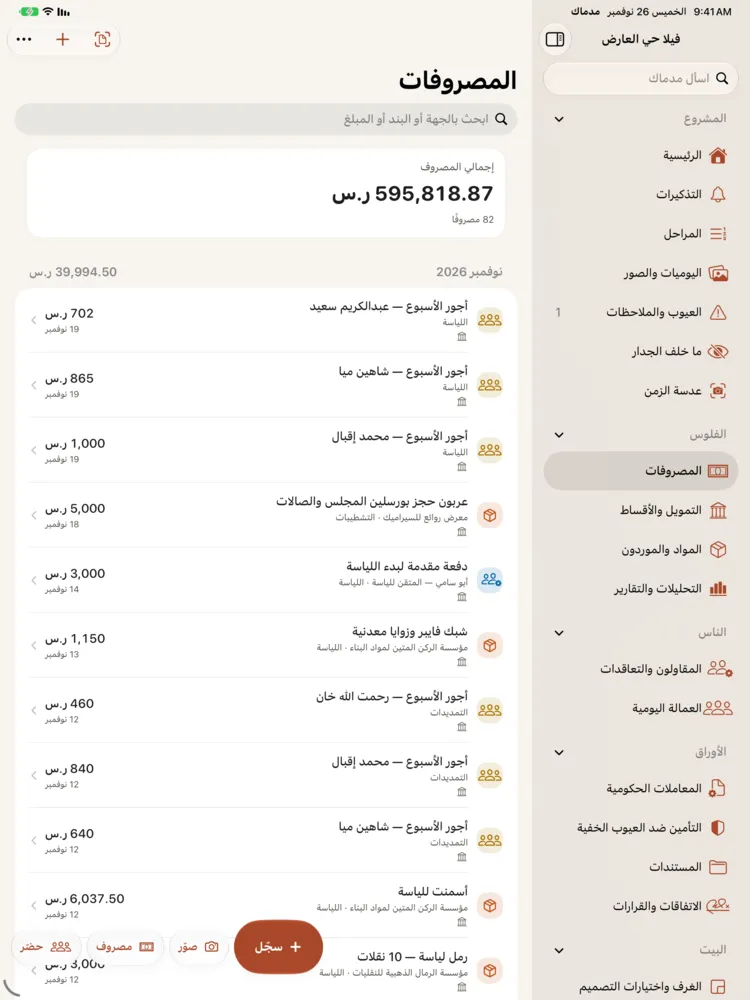 9:41 AM الخميس 26 نوفمبر مدماك
فيلا حي العارض
اسأل مدماك
المشروع
الرئيسية
التذكيرات
المراحل
اليوميات والصور
العيوب والملاحظات 1
ما خلف الجدار
عدسة الزمن
الفلوس
المصروفات
التمويل والأقساط
المواد والموردون
التحليلات والتقارير
الناس
المقاولون والتعاقدات
العمالة اليومية
الأوراق
المعاملات الحكومية
التأمين ضد العيوب الخفية
المستندات
الاتفاقات والقرارات
البيت
الغرف واختيارات التصميم
المصروفات
ابحث بالجهة أو البند أو المبلغ
إجمالي المصروف
595,818.87 ر.س
82 مصروفًا
نوفمبر 2026 39,994.50 ر.س
أجور الأسبوع — عبدالكريم سعيد 702 ر.س
اللياسة 19 نوفمبر
أجور الأسبوع — شاهين ميا 865 ر.س
اللياسة 19 نوفمبر
أجور الأسبوع — محمد إقبال 1,000 ر.س
اللياسة 19 نوفمبر
عربون حجز بورسلين المجلس والصالات 5,000 ر.س
معرض روائع للسيراميك · التشطيبات 18 نوفمبر
دفعة مقدمة لبدء اللياسة 3,000 ر.س
أبو سامي — المتقن للياسة · اللياسة 14 نوفمبر
شبك فايبر وزوايا معدنية 1,150 ر.س
مؤسسة الركن المتين لمواد البناء · اللياسة 13 نوفمبر
أجور الأسبوع — رحمت الله خان 460 ر.س
التمديدات 12 نوفمبر
أجور الأسبوع — محمد إقبال 840 ر.س
التمديدات 12 نوفمبر
أجور الأسبوع — شاهين ميا 640 ر.س
التمديدات 12 نوفمبر
أسمنت للياسة 6,037.50 ر.س
مؤسسة الركن المتين لمواد البناء · اللياسة 12 نوفمبر
رمل لياسة — 10 نقلات 3,000 ر.س
مؤسسة الرمال الذهبية للنقليات · اللياسة 12 نوفمبر
سجّل
صوّر
مصروف
حضر